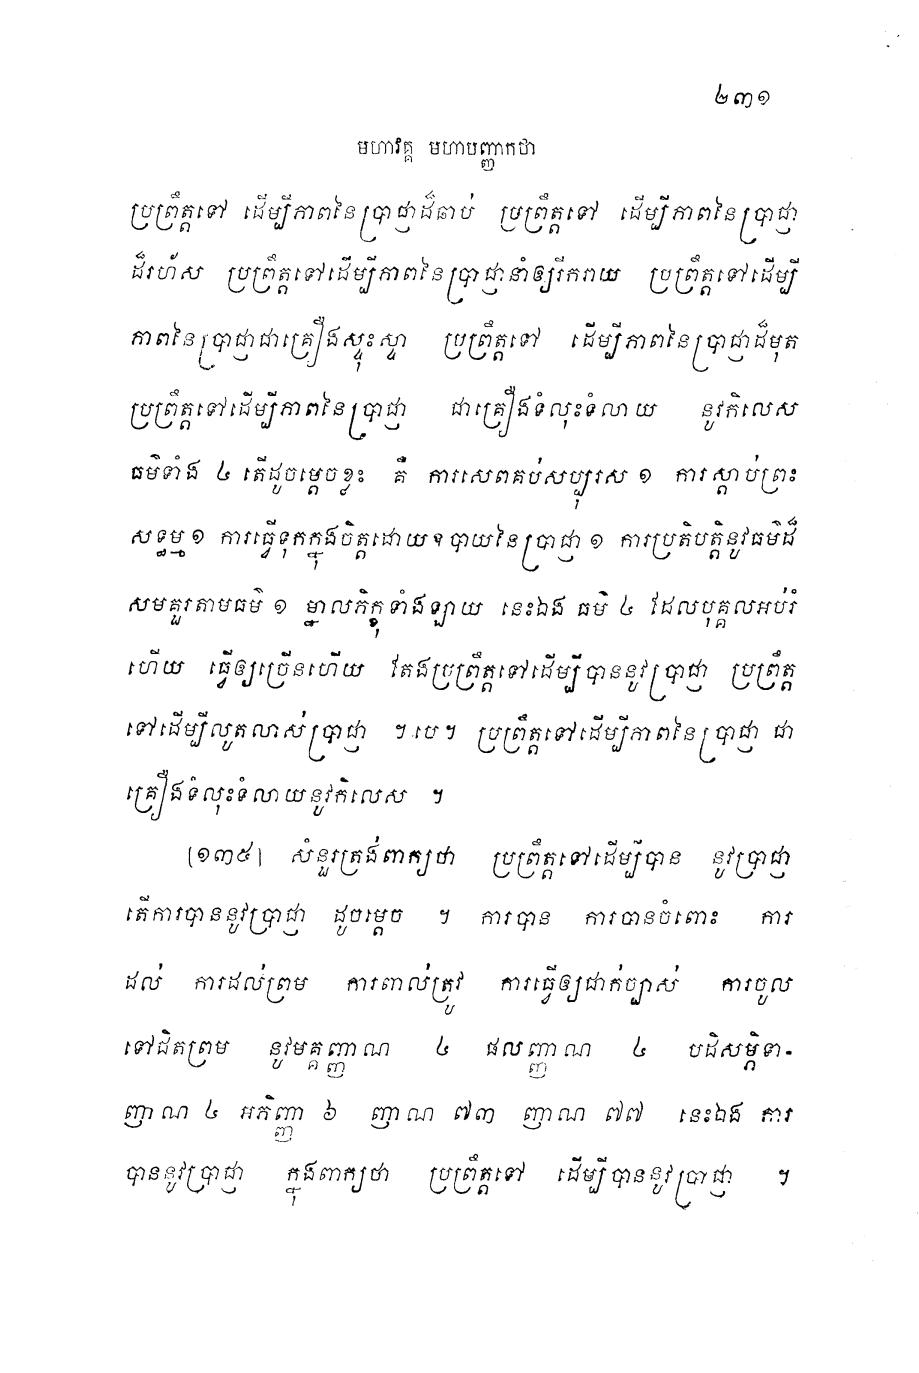 ២៣១
មហាវគ្គ មហាបញ្ញាកថា
ប្រព្រឹត្តទៅ ដើម្បីភាពនៃប្រាជ្ញាដ៏ឆាប់ ប្រព្រឹត្តទៅ ដើម្បីភាពនៃប្រាជ្ញា
ដ៏រហ័ស ប្រព្រឹត្តទៅដើម្បីភាពនៃប្រាជ្ញានាំឲ្យរីករាយ ប្រព្រឹត្តទៅដើម្បី
ភាពនៃប្រាជ្ញាជាគ្រឿងស្ទុះស្ទា ប្រព្រឹត្តទៅ ដើម្បីភាពនៃប្រាជ្ញាដ៏មុត
ប្រព្រឹត្តទៅដើម្បីភាពនៃប្រាជ្ញា ជាគ្រឿងទំលុះទំលាយ នូវកិលេស
ធម៌ទាំង ៤ តើដូចម្តេចខ្លះ គឺ ការសេពគប់សប្បុរស ១ ការស្តាប់ព្រះ
សទ្ធម្ម ១ ការធ្វើទុកក្នុងចិត្តដោយឧបាយនៃប្រាជ្ញា ១ ការប្រតិបត្តិនូវធម៌ដ៏
សមគួរតាមធម៌ ១ ម្នាលភិក្ខុទាំងឡាយ នេះឯង ធម៌ ៤ ដែលបុគ្គលអប់រំ
ហើយ ធ្វើឲ្យច្រើនហើយ តែងប្រព្រឹត្តទៅដើម្បីបាននូវប្រាជ្ញា ប្រព្រឹត្ត
ទៅដើម្បីលូតលាស់ប្រាជ្ញា ។ បេ ។ ប្រព្រឹត្តទៅដើម្បីភាពនៃប្រាជ្ញា ជា
គ្រឿងទំលុះទំលាយនូវកិលេស ។
[១៣៥] សំនួរត្រង់ពាក្យថា ប្រព្រឹត្តទៅដើម្បីបាន នូវប្រាជ្ញា
តើការបាននូវប្រាជ្ញា ដូចម្តេច ។ ការបាន ការបានចំពោះ ការ
ដល់ ការដល់ព្រម ការពាល់ត្រូវ ការធ្វើឲ្យជាក់ច្បាស់ ការចូល
ទៅជិតព្រម នូវមគ្គញ្ញាណ ៤ ផលញ្ញាណ ៤ បដិសម្ភិទា-
ញាណ ៤ អភិញ្ញា ៦ ញាណ ៧៣ ញាណ ៧៧ នេះឯង ការ
បាននូវប្រាជ្ញា ក្នុងពាក្យថា ប្រព្រឹត្តទៅ ដើម្បីបាននូវប្រាជ្ញា ។